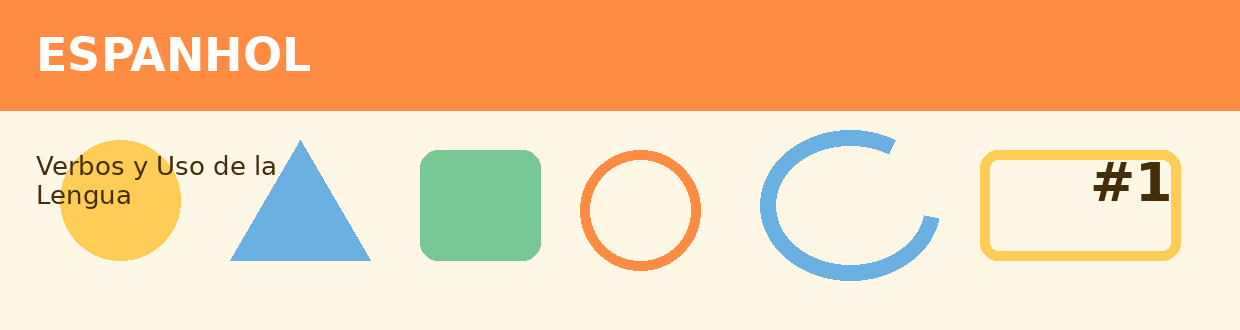 ESPANHOL
Verbos y Uso de la
Lengua
#1